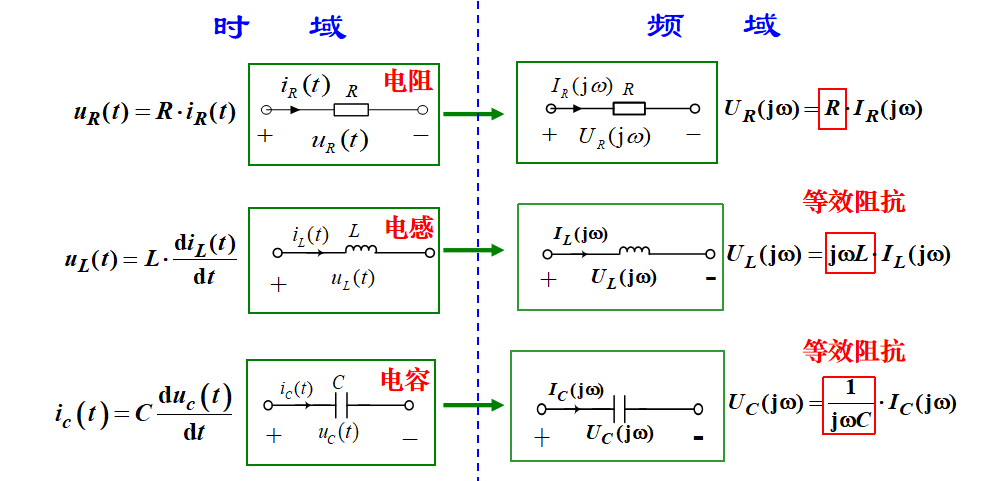 时 域
频 域
u_R(t) = R·i_R(t)
i_R(t) R 电阻
+ u_R(t) −
I_R(jω) R
+ U_R(jω) −
U_R(jω) = R·I_R(jω)
u_L(t) = L·di_L(t)/dt
i_L(t) L 电感
+ u_L(t)
I_L(jω)
+ U_L(jω) -
等效阻抗
U_L(jω) = jωL·I_L(jω)
i_c(t) = C du_c(t)/dt
i_C(t) C 电容
+ u_C(t) −
I_C(jω)
+ U_C(jω) -
等效阻抗
U_C(jω) = 1/jωC · I_C(jω)